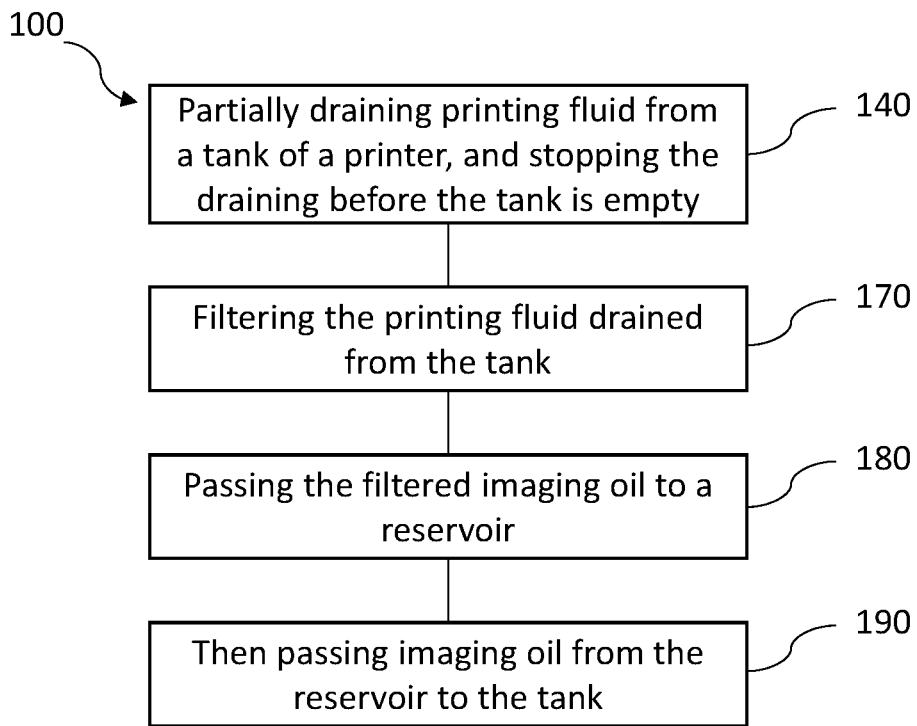 100
Partially draining printing fluid from
a tank of a printer, and stopping the
draining before the tank is empty
140
Filtering the printing fluid drained
from the tank
170
Passing the filtered imaging oil to a
reservoir
180
Then passing imaging oil from the
reservoir to the tank
190